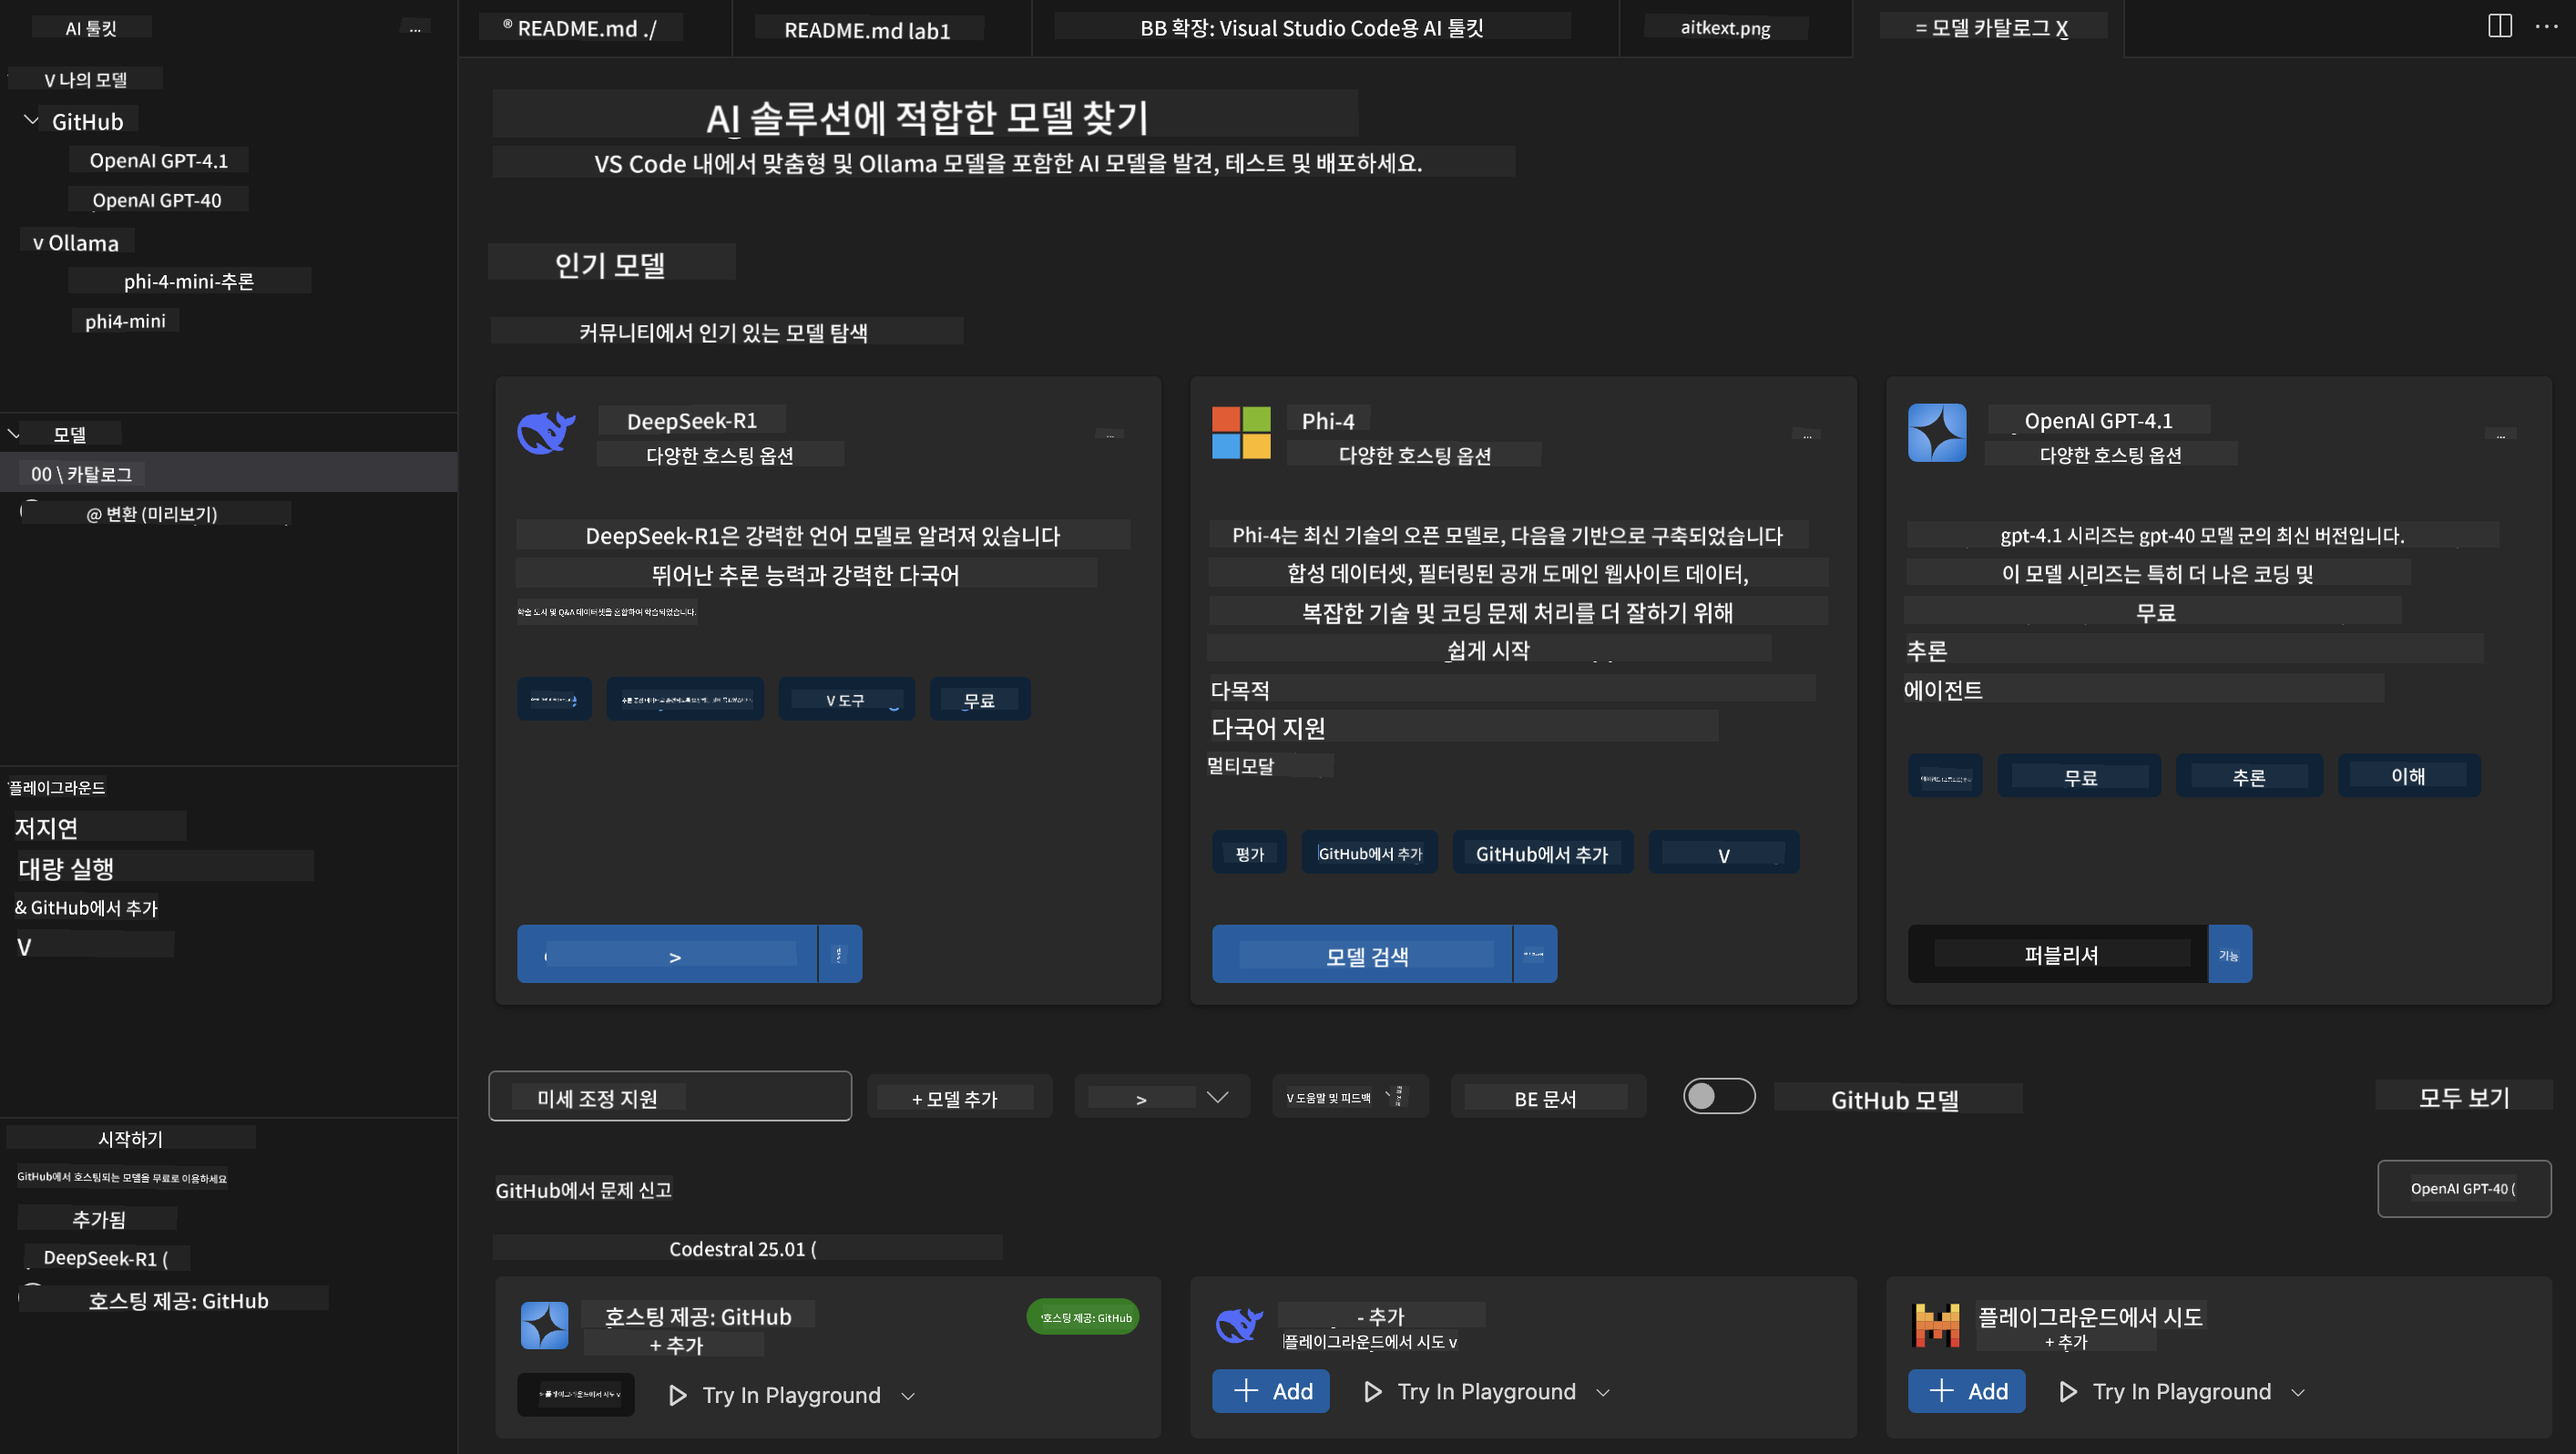 AI 툴킷
...
® README.md ./
README.md lab1
BB 확장: Visual Studio Code용 AI 툴킷
aitkext.png
= 모델 카탈로그 X
V 나의 모델
GitHub
OpenAI GPT-4.1
OpenAI GPT-40
v Ollama
phi-4-mini-추론
phi4-mini
모델
00 \ 카탈로그
@ 변환 (미리보기)
플레이그라운드
저지연
대량 실행
& GitHub에서 추가
V
시작하기
GitHub에서 호스팅되는 모델을 무료로 이용하세요
추가됨
DeepSeek-R1 (
호스팅 제공: GitHub
AI 솔루션에 적합한 모델 찾기
VS Code 내에서 맞춤형 및 Ollama 모델을 포함한 AI 모델을 발견, 테스트 및 배포하세요.
인기 모델
커뮤니티에서 인기 있는 모델 탐색
DeepSeek-R1
...
다양한 호스팅 옵션
DeepSeek-R1은 강력한 언어 모델로 알려져 있습니다
뛰어난 추론 능력과 강력한 다국어
학술 도서 및 Q&A 데이터셋을 혼합하여 학습되었습니다.
V 도구
무료
>
Phi-4
...
다양한 호스팅 옵션
Phi-4는 최신 기술의 오픈 모델로, 다음을 기반으로 구축되었습니다
합성 데이터셋, 필터링된 공개 도메인 웹사이트 데이터,
복잡한 기술 및 코딩 문제 처리를 더 잘하기 위해
쉽게 시작
다목적
다국어 지원
멀티모달
평가
GitHub에서 추가
GitHub에서 추가
V
모델 검색
OpenAI GPT-4.1
...
다양한 호스팅 옵션
gpt-4.1 시리즈는 gpt-40 모델 군의 최신 버전입니다.
이 모델 시리즈는 특히 더 나은 코딩 및
무료
추론
에이전트
무료
추론
이해
퍼블리셔
기능
미세 조정 지원
+ 모델 추가
>
V 도움말 및 피드백
BE 문서
GitHub 모델
모두 보기
GitHub에서 문제 신고
OpenAI GPT-40 (
Codestral 25.01 (
호스팅 제공: GitHub
호스팅 제공: GitHub
+ 추가
Try In Playground
- 추가
플레이그라운드에서 시도 v
Add
Try In Playground
플레이그라운드에서 시도
+ 추가
Add
Try In Playground